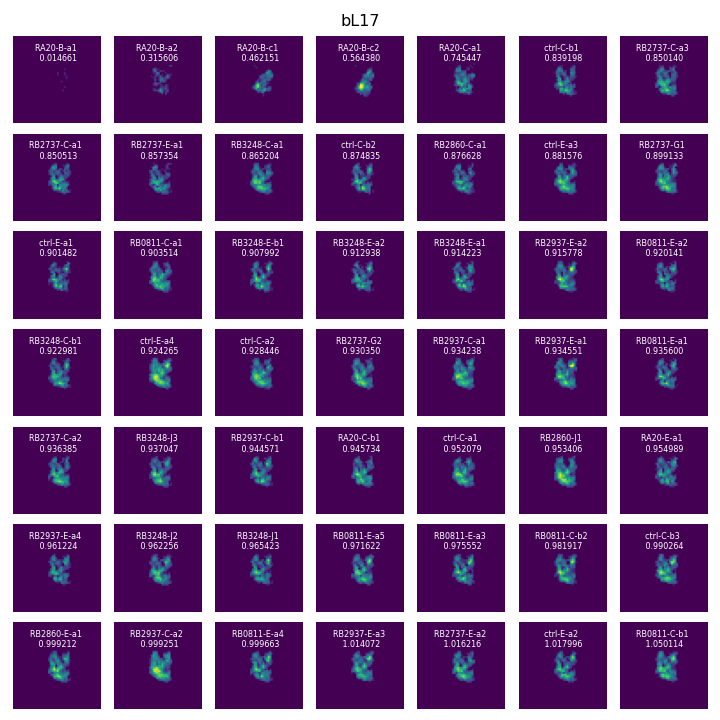 bL17
RA20-B-a1
0.014661
RA20-B-a2
0.315606
RA20-B-c1
0.462151
RA20-B-c2
0.564380
RA20-C-a1
0.745447
ctrl-C-b1
0.839198
RB2737-C-a3
0.850140
RB2737-C-a1
0.850513
RB2737-E-a1
0.857354
RB3248-C-a1
0.865204
ctrl-C-b2
0.874835
RB2860-C-a1
0.876628
ctrl-E-a3
0.881576
RB2737-G1
0.899133
ctrl-E-a1
0.901482
RB0811-C-a1
0.903514
RB3248-E-b1
0.907992
RB3248-E-a2
0.912938
RB3248-E-a1
0.914223
RB2937-E-a2
0.915778
RB0811-E-a2
0.920141
RB3248-C-b1
0.922981
ctrl-E-a4
0.924265
ctrl-C-a2
0.928446
RB2737-G2
0.930350
RB2937-C-a1
0.934238
RB2937-E-a1
0.934551
RB0811-E-a1
0.935600
RB2737-C-a2
0.936385
RB3248-J3
0.937047
RB2937-C-b1
0.944571
RA20-C-b1
0.945734
ctrl-C-a1
0.952079
RB2860-J1
0.953406
RA20-E-a1
0.954989
RB2937-E-a4
0.961224
RB3248-J2
0.962256
RB3248-J1
0.965423
RB0811-E-a5
0.971622
RB0811-E-a3
0.975552
RB0811-C-b2
0.981917
ctrl-C-b3
0.990264
RB2860-E-a1
0.999212
RB2937-C-a2
0.999251
RB0811-E-a4
0.999663
RB2937-E-a3
1.014072
RB2737-E-a2
1.016216
ctrl-E-a2
1.017996
RB0811-C-b1
1.050114